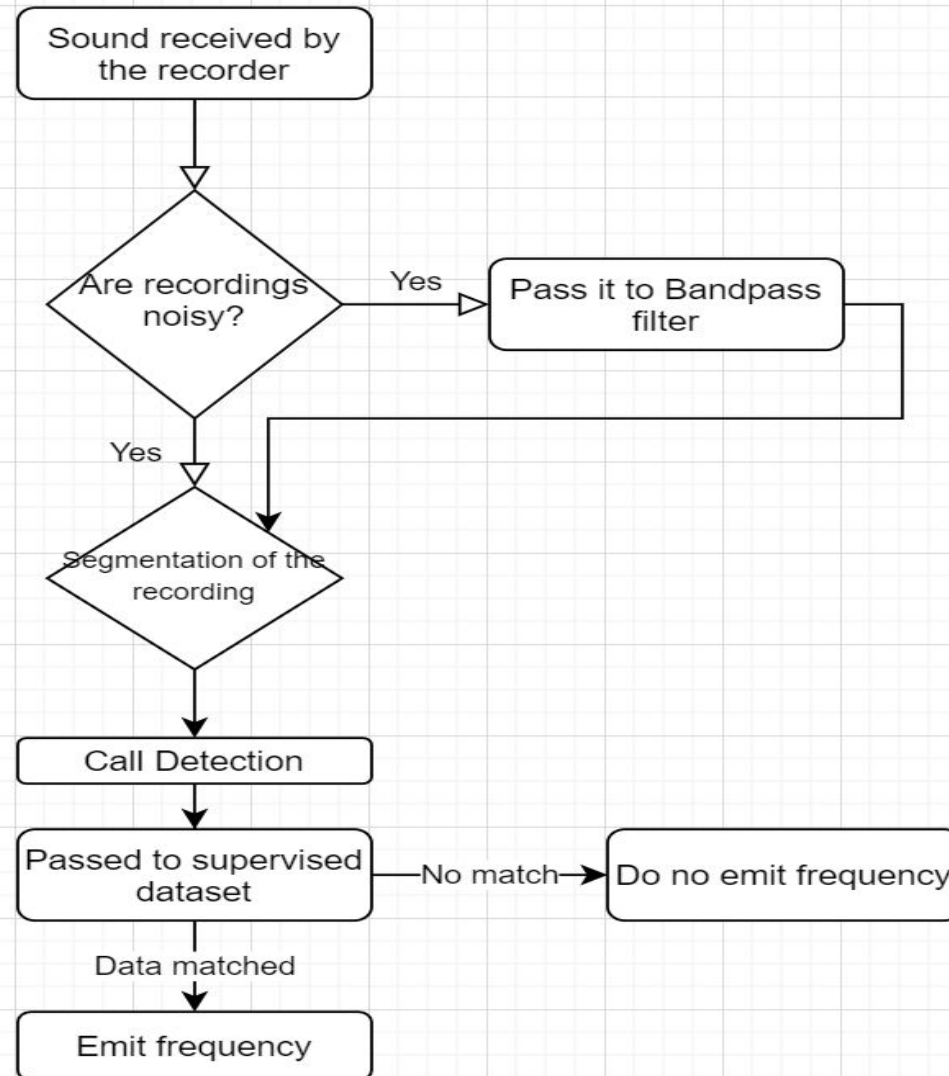 Sound received by
the recorder
Are recordings
noisy?
Yes
Pass it to Bandpass
filter
Yes
Segmentation of the
recording
Call Detection
Passed to supervised
dataset
No match
Do no emit frequency
Data matched
Emit frequency